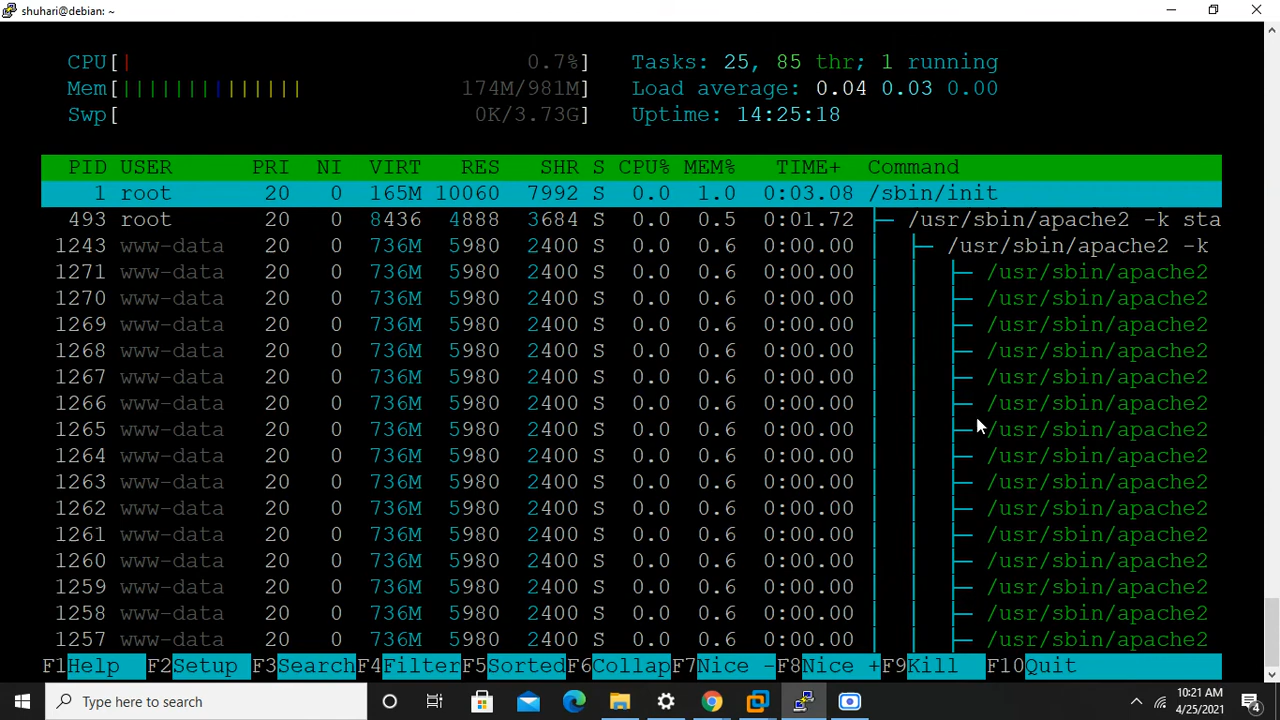 shuhari@debian: ~
CPU[| 0.7%] Tasks: 25, 85 thr; 1 running
Mem[|||||||||||||| 174M/981M] Load average: 0.04 0.03 0.00
Swp[ 0K/3.73G] Uptime: 14:25:18
PID USER PRI NI VIRT RES SHR S CPU% MEM% TIME+ Command
1 root 20 0 165M 10060 7992 S 0.0 1.0 0:03.08 /sbin/init
493 root 20 0 8436 4888 3684 S 0.0 0.5 0:01.72 ├─ /usr/sbin/apache2 -k sta
1243 www-data 20 0 736M 5980 2400 S 0.0 0.6 0:00.00 │ ├─ /usr/sbin/apache2 -k
1271 www-data 20 0 736M 5980 2400 S 0.0 0.6 0:00.00 │ │ ├─ /usr/sbin/apache2
1270 www-data 20 0 736M 5980 2400 S 0.0 0.6 0:00.00 │ │ ├─ /usr/sbin/apache2
1269 www-data 20 0 736M 5980 2400 S 0.0 0.6 0:00.00 │ │ ├─ /usr/sbin/apache2
1268 www-data 20 0 736M 5980 2400 S 0.0 0.6 0:00.00 │ │ ├─ /usr/sbin/apache2
1267 www-data 20 0 736M 5980 2400 S 0.0 0.6 0:00.00 │ │ ├─ /usr/sbin/apache2
1266 www-data 20 0 736M 5980 2400 S 0.0 0.6 0:00.00 │ │ ├─ /usr/sbin/apache2
1265 www-data 20 0 736M 5980 2400 S 0.0 0.6 0:00.00 │ │ ├─ /usr/sbin/apache2
1264 www-data 20 0 736M 5980 2400 S 0.0 0.6 0:00.00 │ │ ├─ /usr/sbin/apache2
1263 www-data 20 0 736M 5980 2400 S 0.0 0.6 0:00.00 │ │ ├─ /usr/sbin/apache2
1262 www-data 20 0 736M 5980 2400 S 0.0 0.6 0:00.00 │ │ ├─ /usr/sbin/apache2
1261 www-data 20 0 736M 5980 2400 S 0.0 0.6 0:00.00 │ │ ├─ /usr/sbin/apache2
1260 www-data 20 0 736M 5980 2400 S 0.0 0.6 0:00.00 │ │ ├─ /usr/sbin/apache2
1259 www-data 20 0 736M 5980 2400 S 0.0 0.6 0:00.00 │ │ ├─ /usr/sbin/apache2
1258 www-data 20 0 736M 5980 2400 S 0.0 0.6 0:00.00 │ │ ├─ /usr/sbin/apache2
1257 www-data 20 0 736M 5980 2400 S 0.0 0.6 0:00.00 │ │ ├─ /usr/sbin/apache2
F1Help F2Setup F3SearchF4FilterF5SortedF6CollapF7Nice -F8Nice +F9Kill F10Quit
Type here to search
10:21 AM
4/25/2021
4